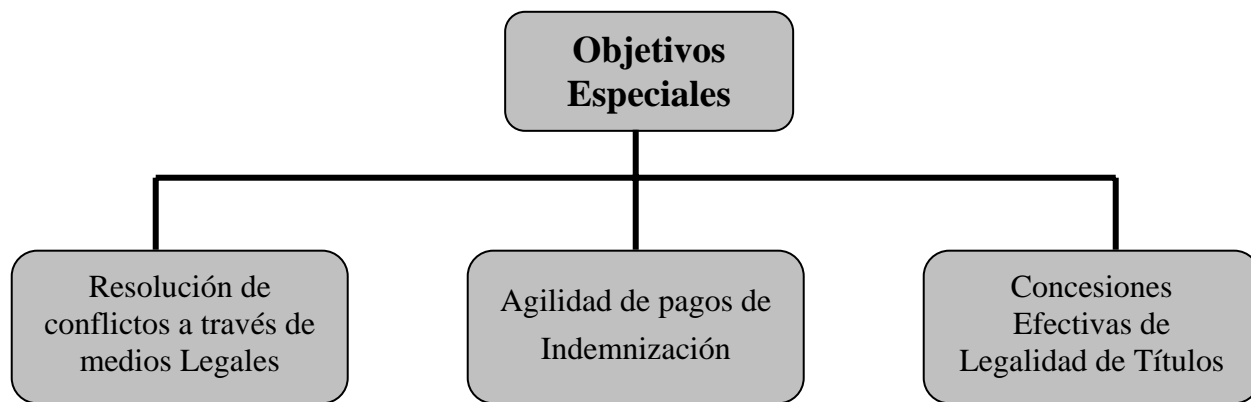 Objetivos
Especiales
Resolución de
conflictos a través de
medios Legales
Agilidad de pagos de
Indemnización
Concesiones
Efectivas de
Legalidad de Títulos